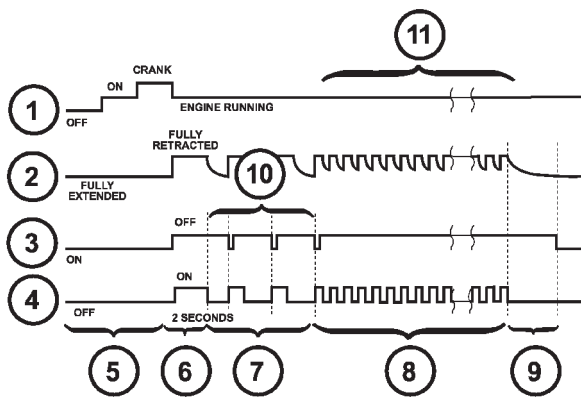 11
CRANK
ON
1
ENGINE RUNNING
OFF
FULLY
RETRACTED
2
10
FULLY
EXTENDED
OFF
3
ON
ON
4
OFF
2 SECONDS
5
6
7
8
9